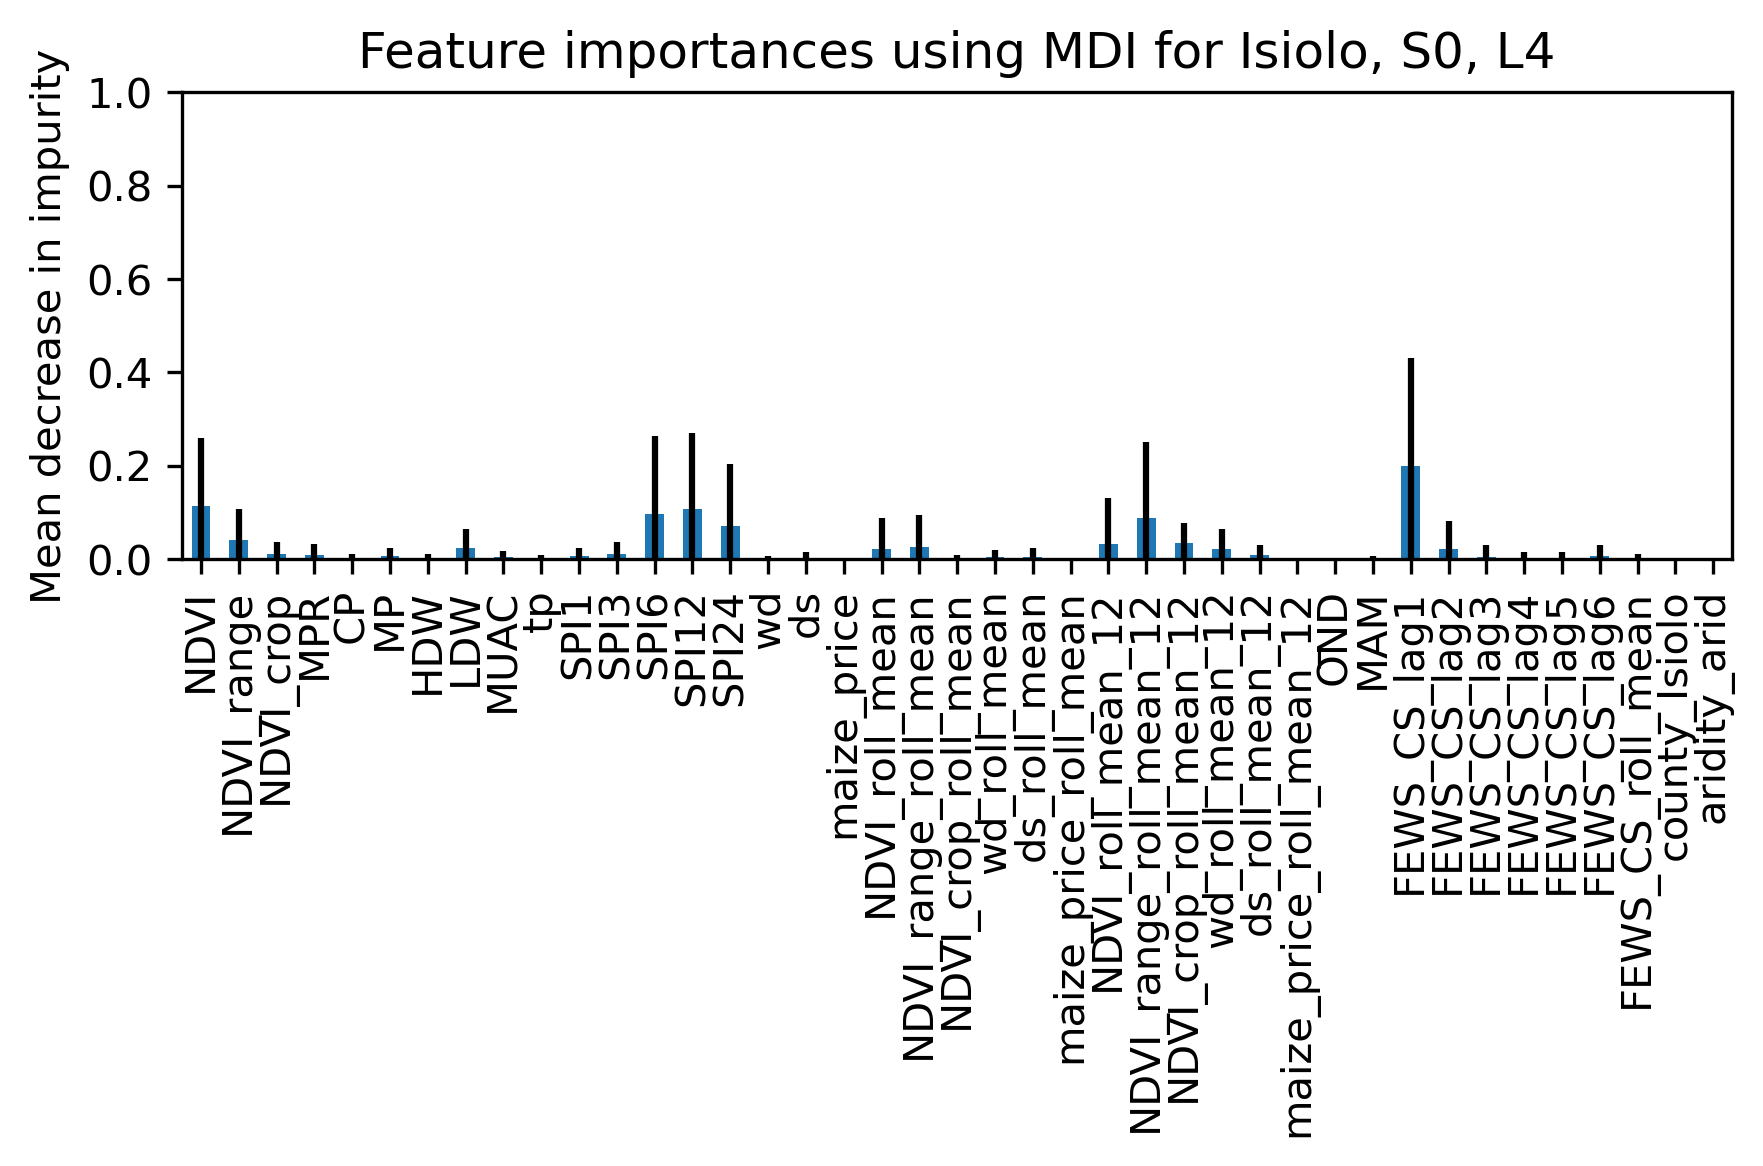 Feature importances using MDI for Isiolo, S0, L4
Mean decrease in impurity
1.0
0.8
0.6
0.4
0.2
0.0
NDVI
NDVI_range
NDVI_crop
MPR
CP
MP
HDW
LDW
MUAC
tp
SPI1
SPI3
SPI6
SPI12
SPI24
wd
ds
maize_price
NDVI_roll_mean
NDVI_range_roll_mean
NDVI_crop_roll_mean
wd_roll_mean
ds_roll_mean
maize_price_roll_mean
NDVI_roll_mean_12
NDVI_range_roll_mean_12
NDVI_crop_roll_mean_12
wd_roll_mean_12
ds_roll_mean_12
maize_price_roll_mean_12
OND
MAM
FEWS_CS_lag1
FEWS_CS_lag2
FEWS_CS_lag3
FEWS_CS_lag4
FEWS_CS_lag5
FEWS_CS_lag6
FEWS_CS_roll_mean
county_Isiolo
aridity_arid